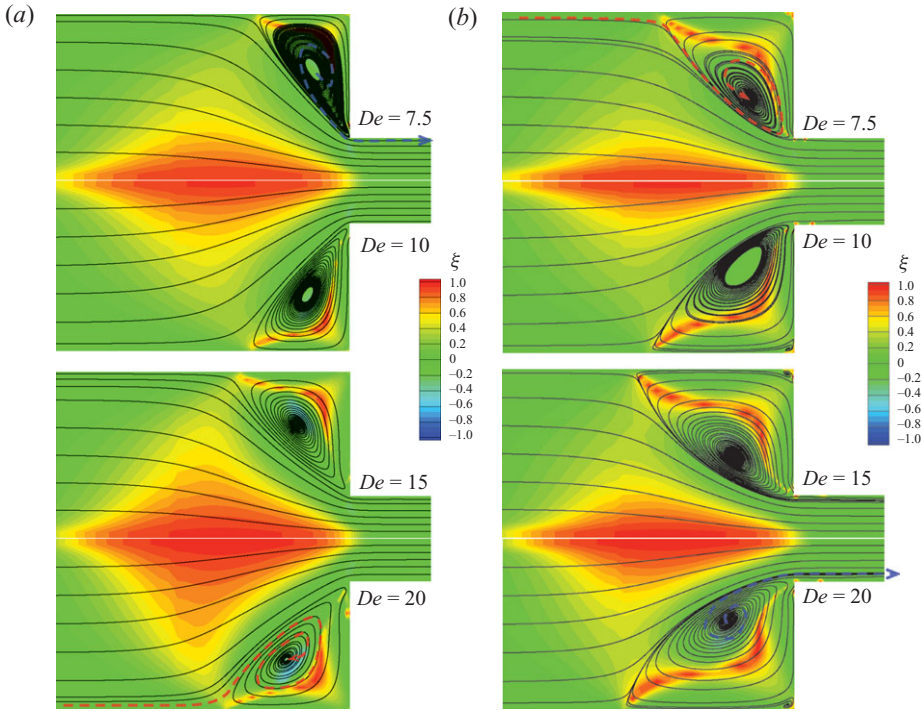 (a)
De = 7.5
De = 10
ξ
1.0
0.8
0.6
0.4
0.2
0
–0.2
–0.4
–0.6
–0.8
–1.0
De = 15
De = 20
(b)
De = 7.5
De = 10
ξ
1.0
0.8
0.6
0.4
0.2
0
–0.2
–0.4
–0.6
–0.8
–1.0
De = 15
De = 20